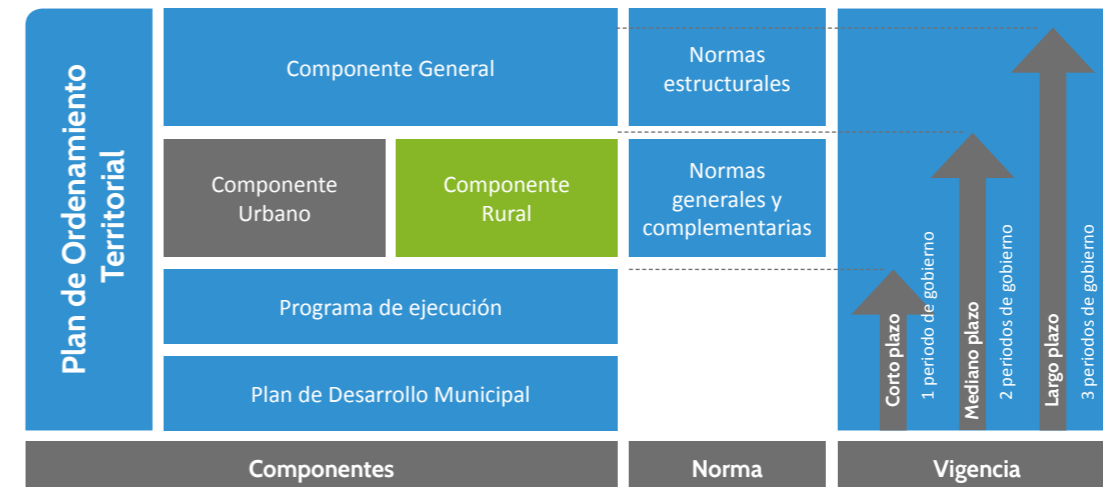 Plan de Ordenamiento
Territorial
Componente General
Normas
estructurales
Componente
Urbano
Componente
Rural
Normas
generales y
complementarias
Programa de ejecución
Plan de Desarrollo Municipal
Corto plazo
1 periodo de gobierno
Mediano plazo
2 periodos de gobierno
Largo plazo
3 periodos de gobierno
Componentes
Norma
Vigencia